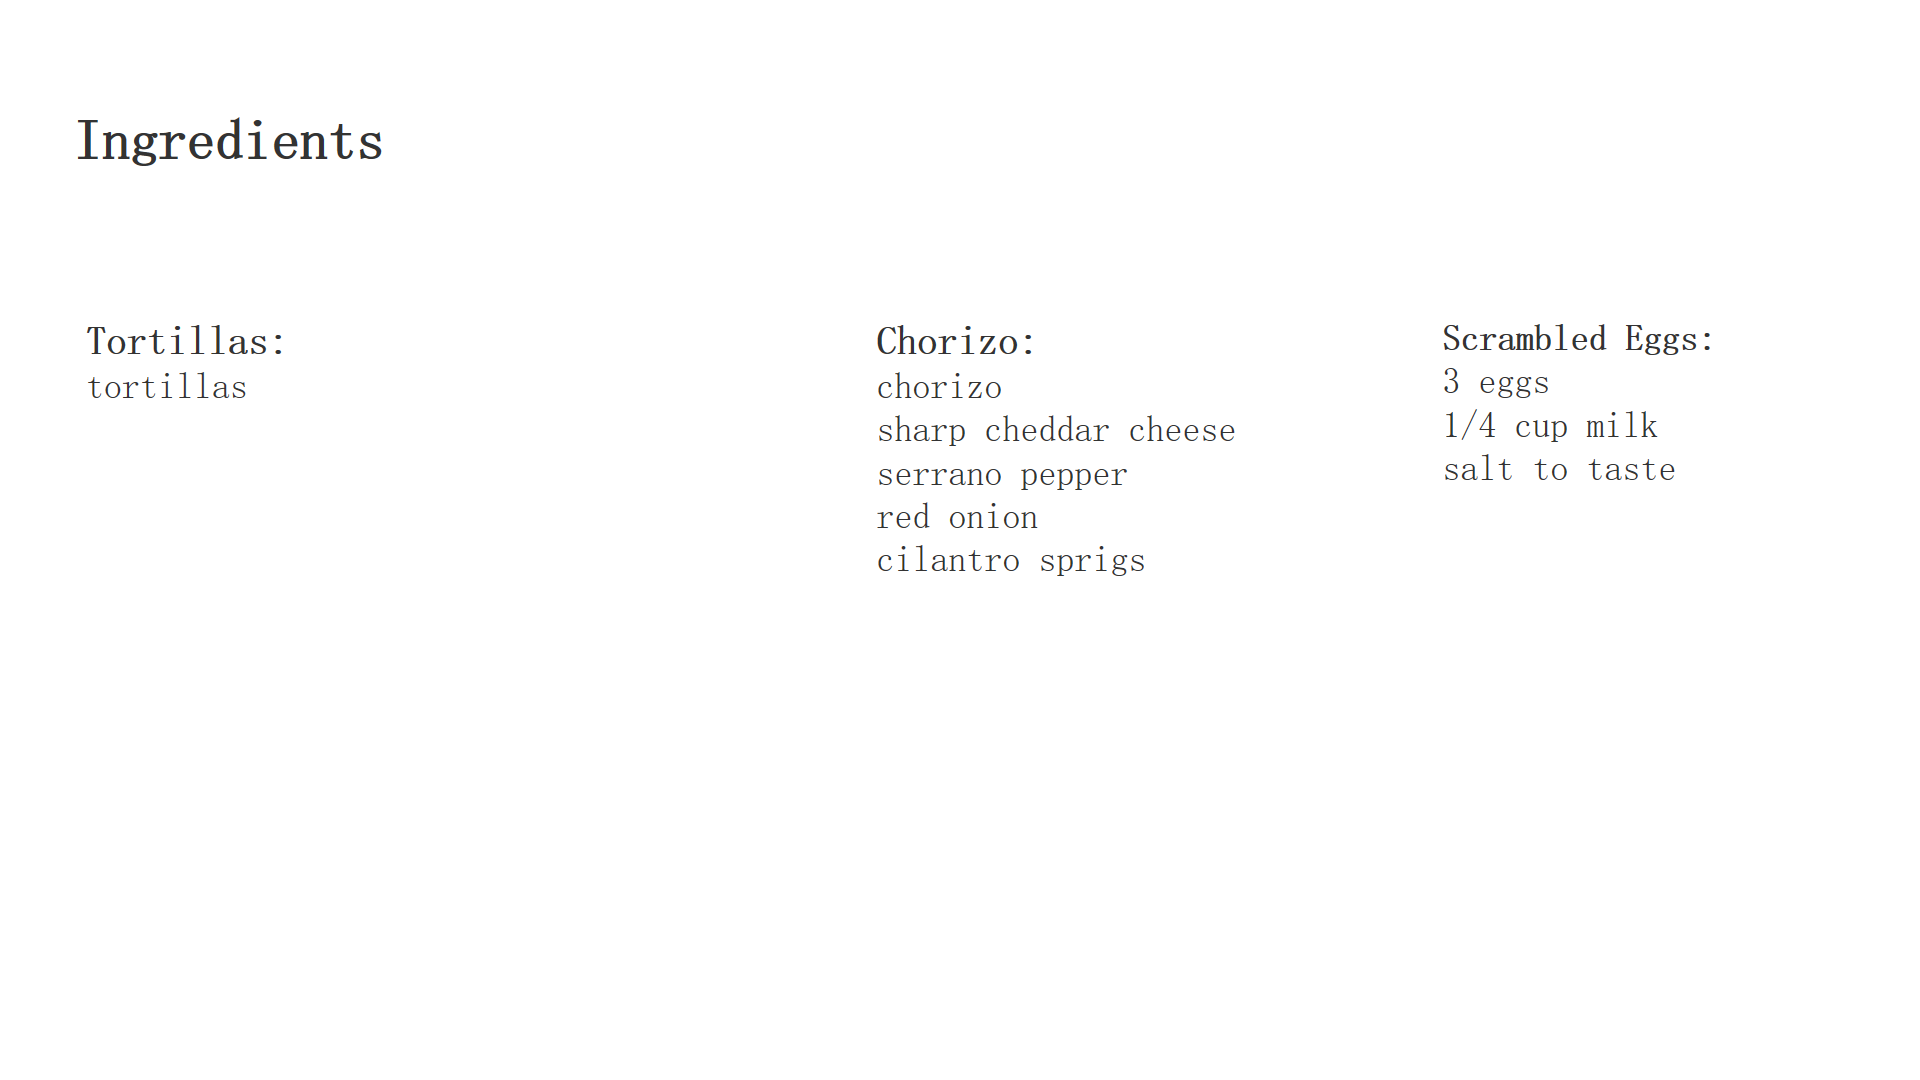 Ingredients
Tortillas:
tortillas
Chorizo:
chorizo
sharp cheddar cheese
serrano pepper
red onion
cilantro sprigs
Scrambled Eggs:
3 eggs
1/4 cup milk
salt to taste